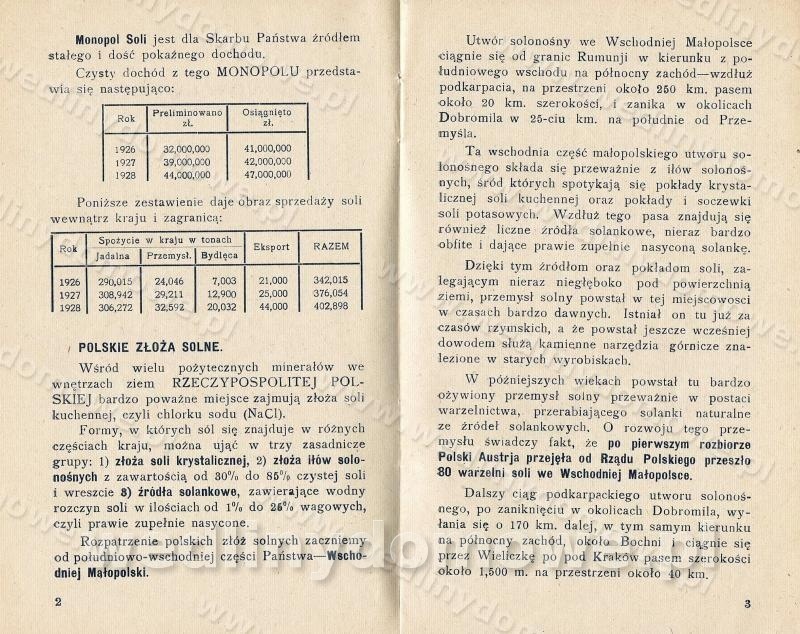 Monopol Soli jest dla Skarbu Państwa źródłem
stałego i dość pokaźnego dochodu.
Czysty dochód z tego MONOPOLU przedsta-
wia się następująco:
Rok | Preliminowano zł. | Osiągnięto zł.
1926 | 32,000,000 | 41,000,000
1927 | 39,000,000 | 42,000,000
1928 | 44,000,000 | 47,000,000
Poniższe zestawienie daje obraz sprzedaży soli
wewnątrz kraju i zagranicą:
Rok | Spożycie w kraju w tonach | Eksport | RAZEM
Jadalna | Przemysł. | Bydlęca
1926 | 290,015 | 24,046 | 7,003 | 21,000 | 342,015
1927 | 308,942 | 29,211 | 12,900 | 25,000 | 376,054
1928 | 306,272 | 32,592 | 20,032 | 44,000 | 402,898
POLSKIE ZŁOŻA SOLNE.
Wśród wielu pożytecznych minerałów we
wnętrzach ziem RZECZYPOSPOLITEJ POL-
SKIEJ bardzo poważne miejsce zajmują złoża soli
kuchennej, czyli chlorku sodu (NaCl).
Formy, w których sól się znajduje w różnych
częściach kraju, można ująć w trzy zasadnicze
grupy: 1) złoża soli krystalicznej, 2) złoża iłów solo-
nośnych z zawartością od 30% do 85% czystej soli
i wreszcie 3) źródła solankowe, zawierające wodny
rozczyn soli w ilościach od 1% do 26% wagowych,
czyli prawie zupełnie nasycone.
Rozpatrzenie polskich złóż solnych zaczniemy
od południowo-wschodniej części Państwa—Wscho-
dniej Małopolski.
2
Utwór solonośny we Wschodniej Małopolsce
ciągnie się od granic Rumunji w kierunku z po-
łudniowego wschodu na północny zachód—wzdłuż
podkarpacia, na przestrzeni około 250 km. pasem
około 20 km. szerokości, i zanika w okolicach
Dobromila w 25-ciu km. na południe od Prze-
myśla.
Ta wschodnia część małopolskiego utworu so-
lonośnego składa się przeważnie z iłów solonoś-
nych, śród których spotykają się pokłady krysta-
licznej soli kuchennej oraz pokłady i soczewki
soli potasowych. Wzdłuż tego pasa znajdują się
również liczne źródła solankowe, nieraz bardzo
obfite i dające prawie zupełnie nasyconą solankę.
Dzięki tym źródłom oraz pokładom soli, za-
legającym nieraz niegłęboko pod powierzchnią
ziemi, przemysł solny powstał w tej miejscowosci
w czasach bardzo dawnych. Istniał on tu już za
czasów rzymskich, a że powstał jeszcze wcześniej
dowodem służą kamienne narzędzia górnicze zna-
lezione w starych wyrobiskach.
W późniejszych wiekach powstał tu bardzo
ożywiony przemysł solny przeważnie w postaci
warzelnictwa, przerabiającego solanki naturalne
ze źródeł solankowych. O rozwoju tego prze-
mysłu świadczy fakt, że po pierwszym rozbiorze
Polski Austrja przejęła od Rządu Polskiego przeszło
80 warzelni soli we Wschodniej Małopolsce.
Dalszy ciąg podkarpackiego utworu solonoś-
nego, po zaniknięciu w okolicach Dobromila, wy-
łania się o 170 km. dalej, w tym samym kierunku
na północny zachód, około Bochni i ciągnie się
przez Wieliczkę po pod Kraków pasem szerokości
około 1,500 m. na przestrzeni około 40 km.
3